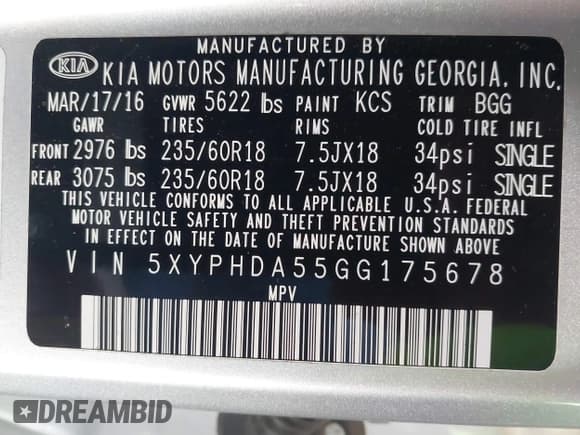 MANUFACTURED BY
KIA KIA MOTORS MANUFACTURING GEORGIA, INC.
MAR/17/16 GVWR 5622 lbs PAINT KCS TRIM BGG
GAWR TIRES RIMS COLD TIRE INFL
FRONT 2976 lbs 235/60R18 7.5JX18 34psi SINGLE
REAR 3075 lbs 235/60R18 7.5JX18 34psi SINGLE
THIS VEHICLE CONFORMS TO ALL APPLICABLE U.S.A. FEDERAL
MOTOR VEHICLE SAFETY AND THEFT PREVENTION STANDARDS
IN EFFECT ON THE DATE OF MANUFACTURE SHOWN ABOVE.
VIN 5XYPHDA55GG175678
MPV
DREAMBID